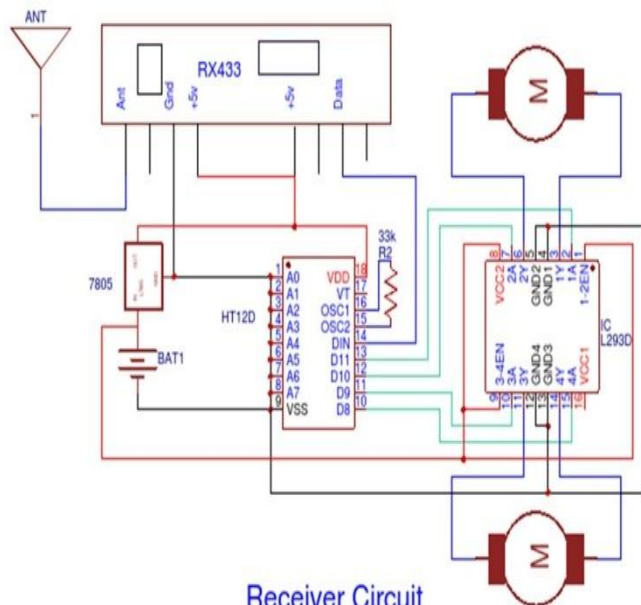 ANT
1
RX433
Ant
Gnd
+5v
+5v
Data
M
7805
BAT1
HT12D
1 A0
2 A1
3 A2
4 A3
5 A4
6 A5
7 A6
8 A7
9 VSS
VDD 18
VT 17
OSC1 16
OSC2 15
DIN 14
D11 13
D10 12
D9 11
D8 10
33k
R2
8 7 6 5 4 3 2 1
VCC2
2A
2Y
GND2
GND1
1Y
1A
1-2EN
IC
L293D
3-4EN
3A
3Y
GND4
GND3
4Y
4A
VCC1
9 10 11 12 13 14 15 16
M
Receiver Circuit